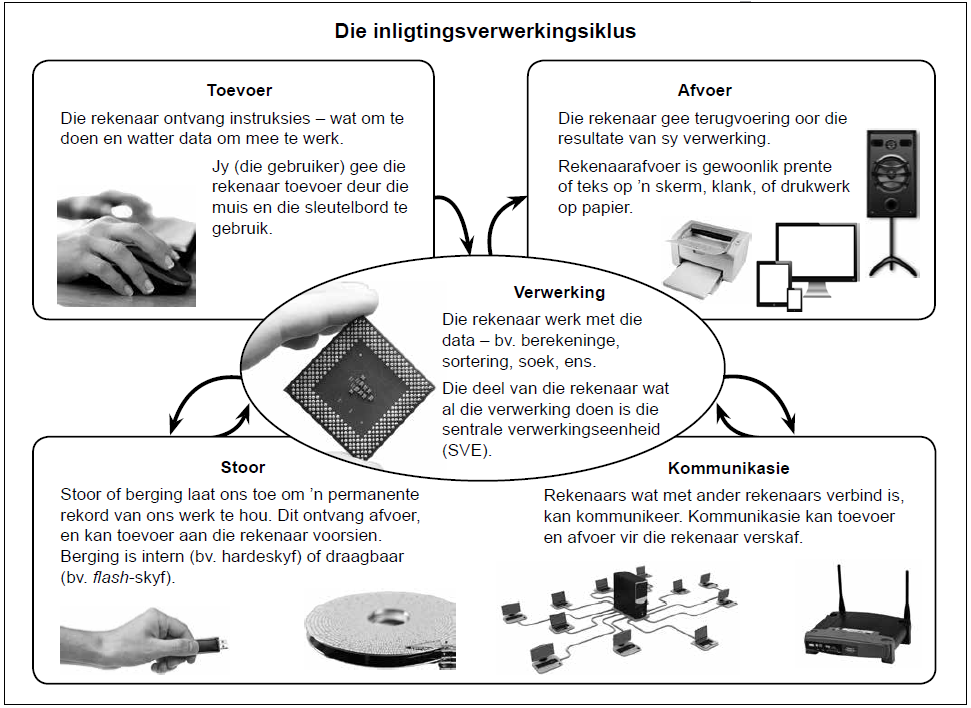 Die inligtingsverwerkingsiklus
Toevoer
Die rekenaar ontvang instruksies – wat om te
doen en watter data om mee te werk.
Jy (die gebruiker) gee die
rekenaar toevoer deur die
muis en die sleutelbord te
gebruik.
Afvoer
Die rekenaar gee terugvoering oor die
resultate van sy verwerking.
Rekenaarafvoer is gewoonlik prente
of teks op ’n skerm, klank, of drukwerk
op papier.
Verwerking
Die rekenaar werk met die
data – bv. berekeninge,
sortering, soek, ens.
Die deel van die rekenaar wat
al die verwerking doen is die
sentrale verwerkingseenheid
(SVE).
Stoor
Stoor of berging laat ons toe om ’n permanente
rekord van ons werk te hou. Dit ontvang afvoer,
en kan toevoer aan die rekenaar voorsien.
Berging is intern (bv. hardeskyf) of draagbaar
(bv. flash-skyf).
Kommunikasie
Rekenaars wat met ander rekenaars verbind is,
kan kommunikeer. Kommunikasie kan toevoer
en afvoer vir die rekenaar verskaf.